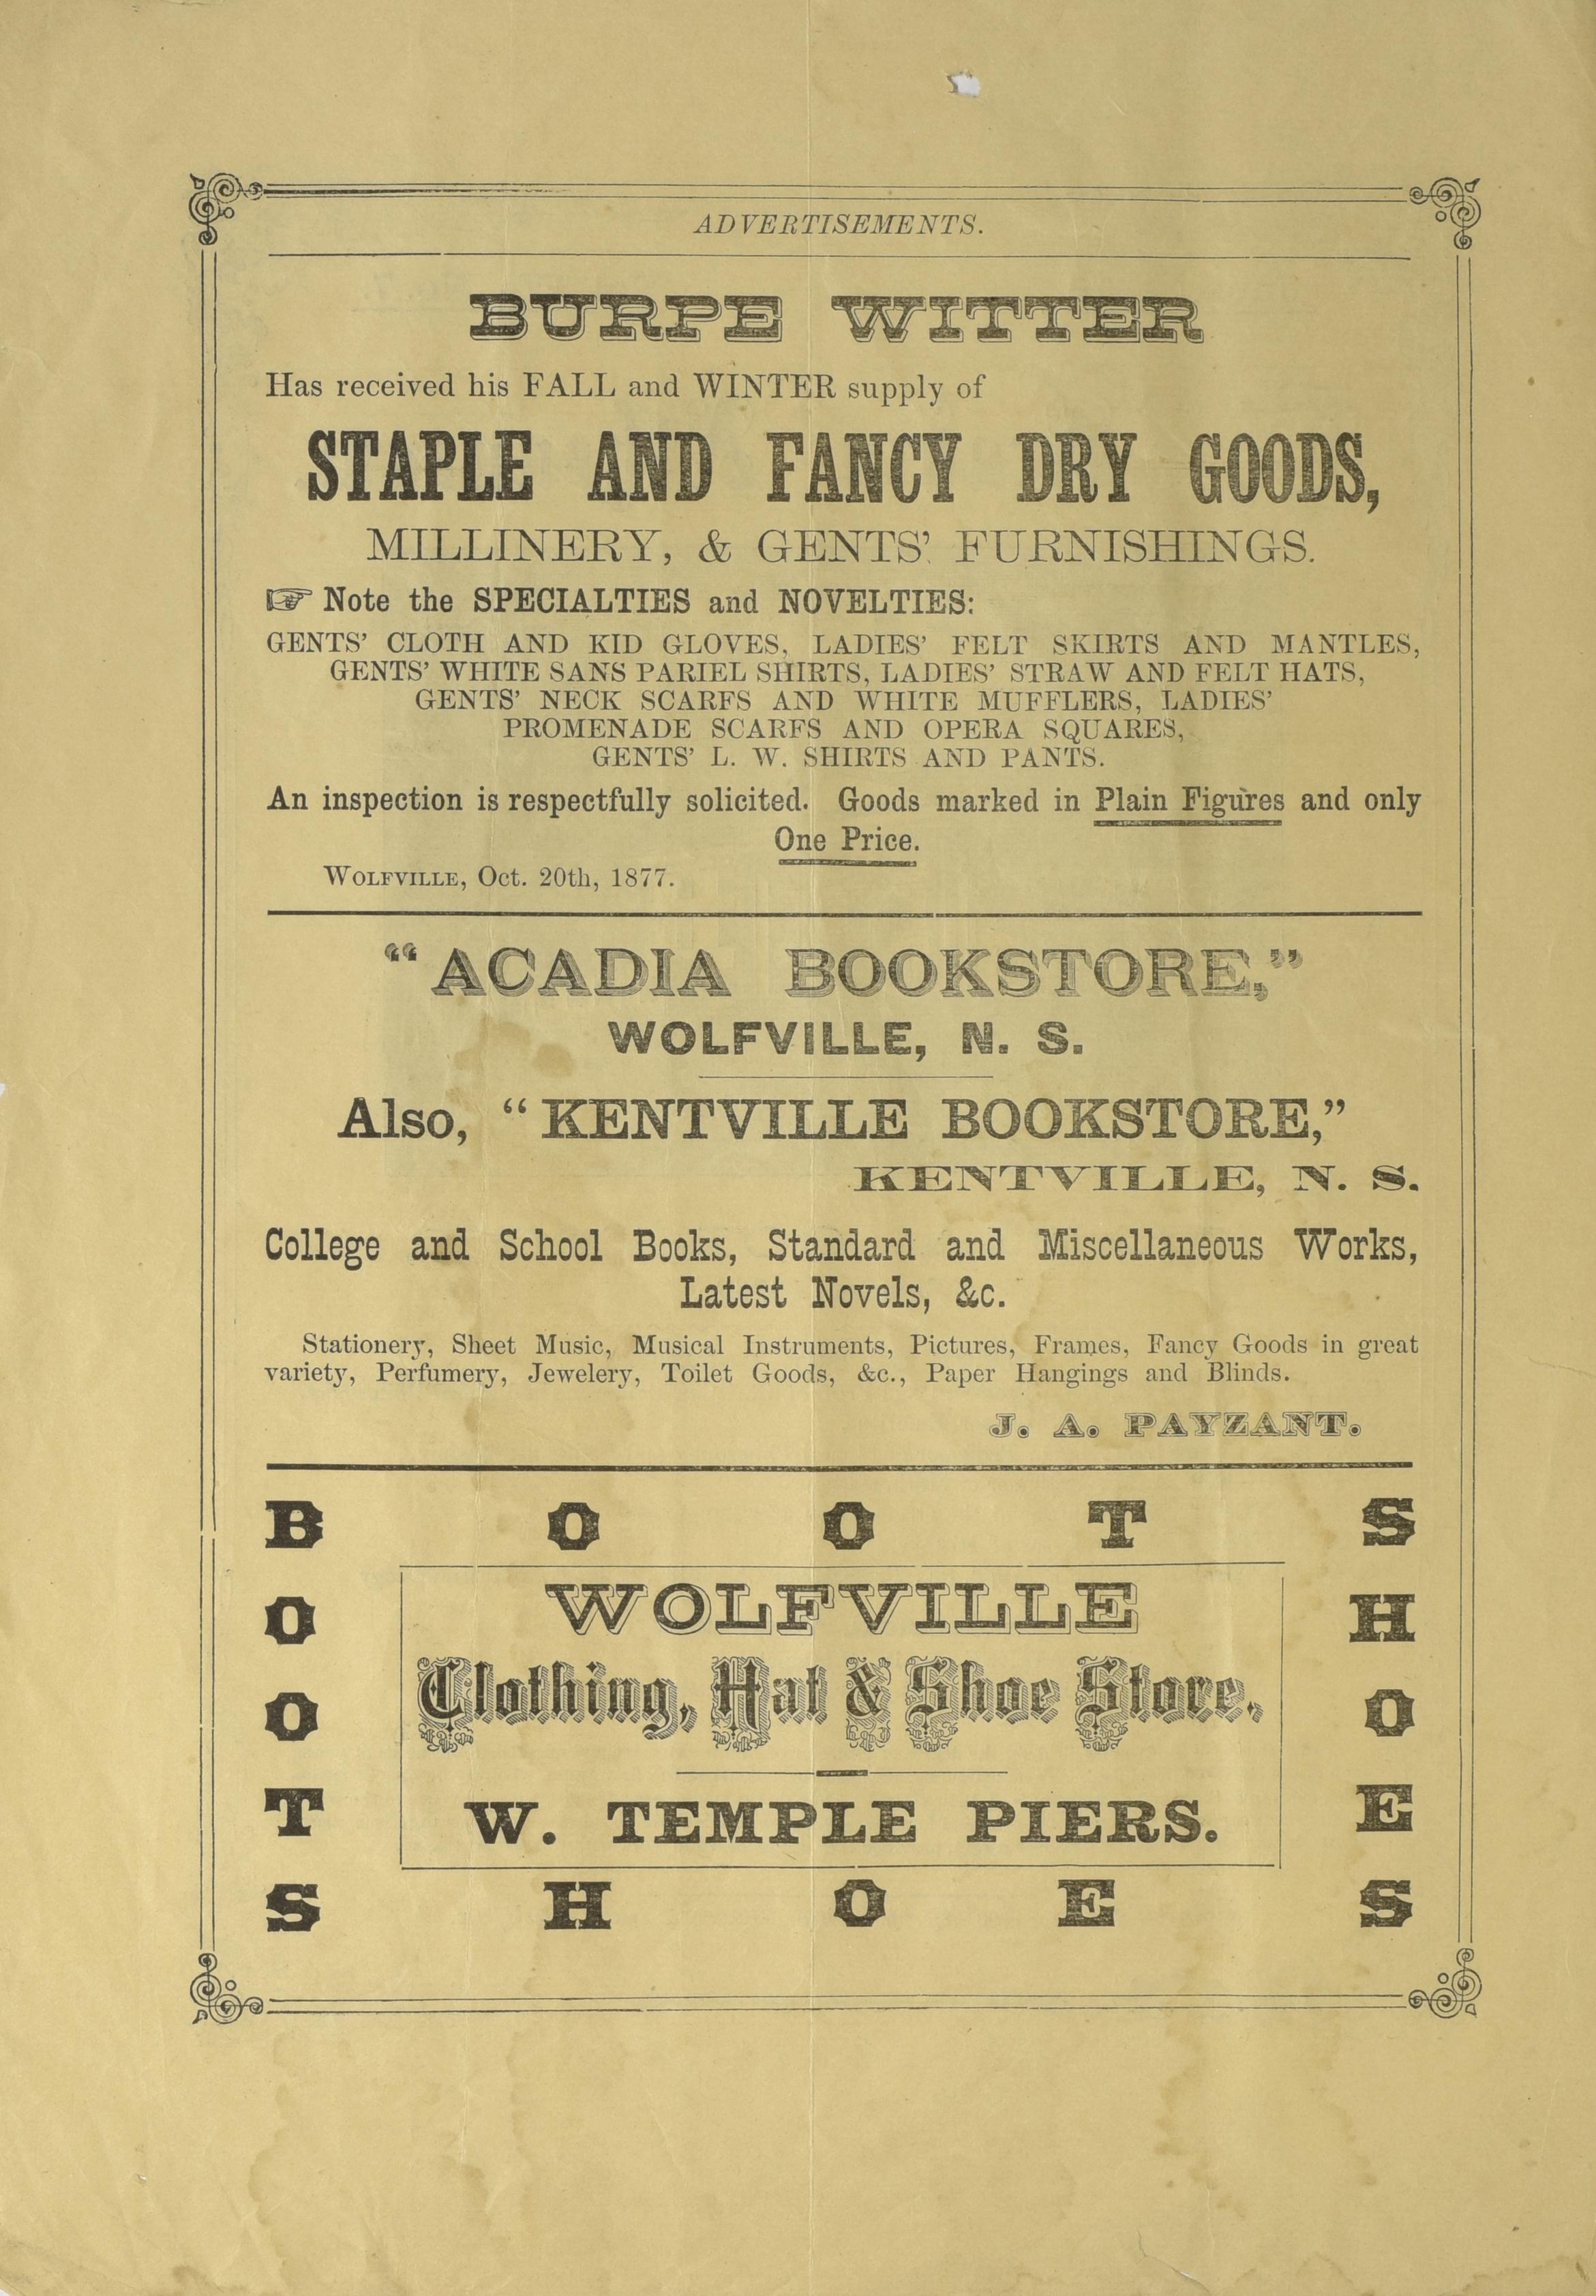 ADVERTISEMENTS.
BURPE WITTER
Has received his FALL and WINTER supply of
STAPLE AND FANCY DRY GOODS,
MILLINERY, & GENTS' FURNISHINGS.
☞ Note the SPECIALTIES and NOVELTIES:
GENTS' CLOTH AND KID GLOVES, LADIES' FELT SKIRTS AND MANTLES,
GENTS' WHITE SANS PARIEL SHIRTS, LADIES' STRAW AND FELT HATS,
GENTS' NECK SCARFS AND WHITE MUFFLERS, LADIES'
PROMENADE SCARFS AND OPERA SQUARES,
GENTS' L. W. SHIRTS AND PANTS.
An inspection is respectfully solicited. Goods marked in Plain Figures and only
One Price.
WOLFVILLE, Oct. 20th, 1877.
"ACADIA BOOKSTORE,"
WOLFVILLE, N. S.
Also, "KENTVILLE BOOKSTORE,"
KENTVILLE, N. S.
College and School Books, Standard and Miscellaneous Works,
Latest Novels, &c.
Stationery, Sheet Music, Musical Instruments, Pictures, Frames, Fancy Goods in great
variety, Perfumery, Jewelery, Toilet Goods, &c., Paper Hangings and Blinds.
J. A. PAYZANT.
BOOTS
BOOTS
SHOES
WOLFVILLE
Clothing, Hat & Shoe Store,
W. TEMPLE PIERS.
SHOES